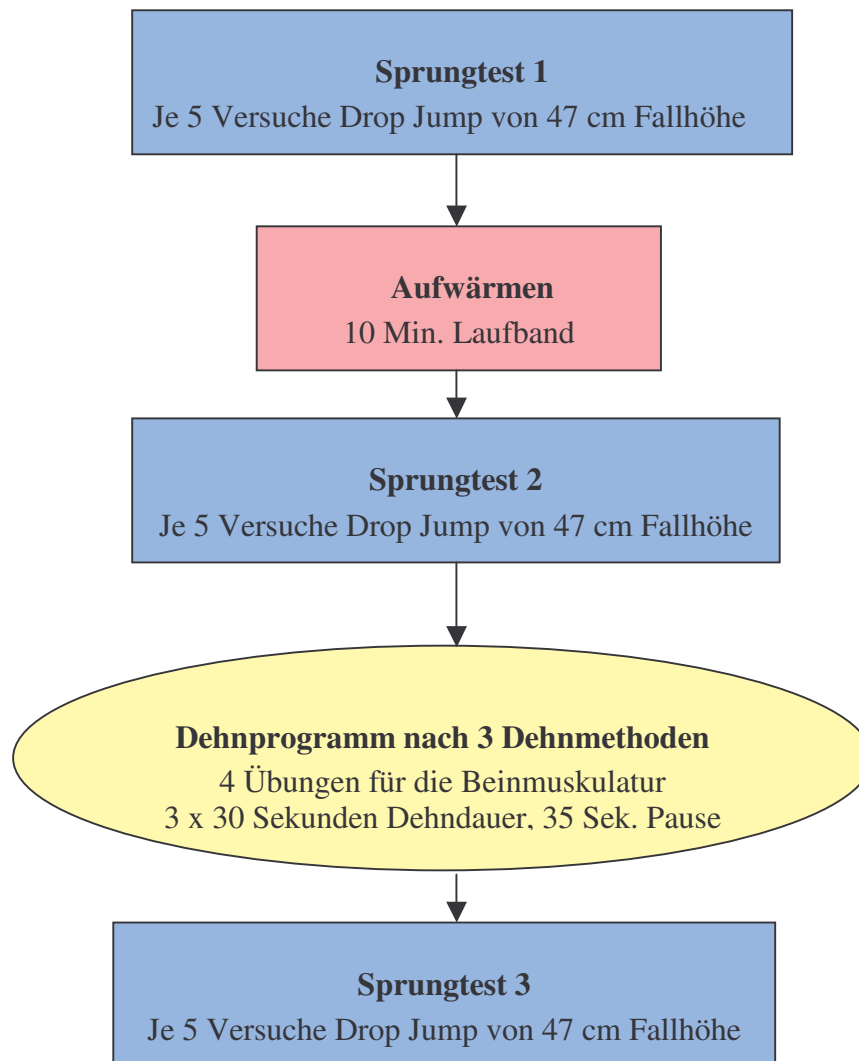 Sprungtest 1
Je 5 Versuche Drop Jump von 47 cm Fallhöhe
Aufwärmen
10 Min. Laufband
Sprungtest 2
Je 5 Versuche Drop Jump von 47 cm Fallhöhe
Dehnprogramm nach 3 Dehnmethoden
4 Übungen für die Beinmuskulatur
3 x 30 Sekunden Dehndauer, 35 Sek. Pause
Sprungtest 3
Je 5 Versuche Drop Jump von 47 cm Fallhöhe